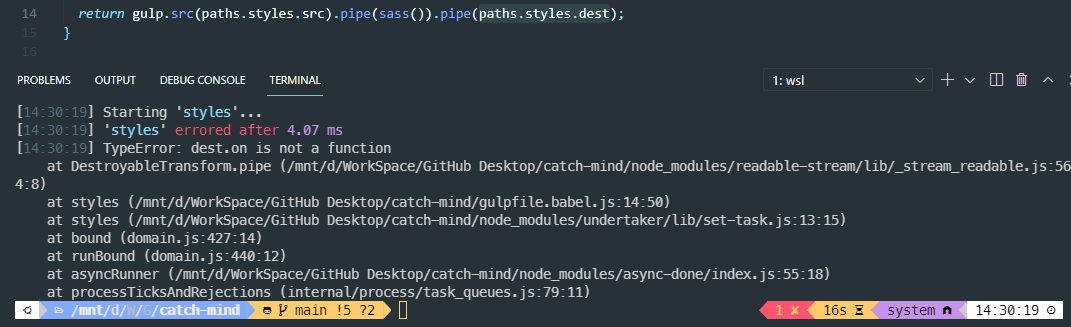 14 return gulp.src(paths.styles.src).pipe(sass()).pipe(paths.styles.dest);
15 }
16
PROBLEMS OUTPUT DEBUG CONSOLE TERMINAL 1: wsl
[14:30:19] Starting 'styles'...
[14:30:19] 'styles' errored after 4.07 ms
[14:30:19] TypeError: dest.on is not a function
at DestroyableTransform.pipe (/mnt/d/WorkSpace/GitHub Desktop/catch-mind/node_modules/readable-stream/lib/_stream_readable.js:56
4:8)
at styles (/mnt/d/WorkSpace/GitHub Desktop/catch-mind/gulpfile.babel.js:14:50)
at styles (/mnt/d/WorkSpace/GitHub Desktop/catch-mind/node_modules/undertaker/lib/set-task.js:13:15)
at bound (domain.js:427:14)
at runBound (domain.js:440:12)
at asyncRunner (/mnt/d/WorkSpace/GitHub Desktop/catch-mind/node_modules/async-done/index.js:55:18)
at processTicksAndRejections (internal/process/task_queues.js:79:11)
/mnt/d/W/G/catch-mind main !5 ?2 1 ✘ 16s system 14:30:19